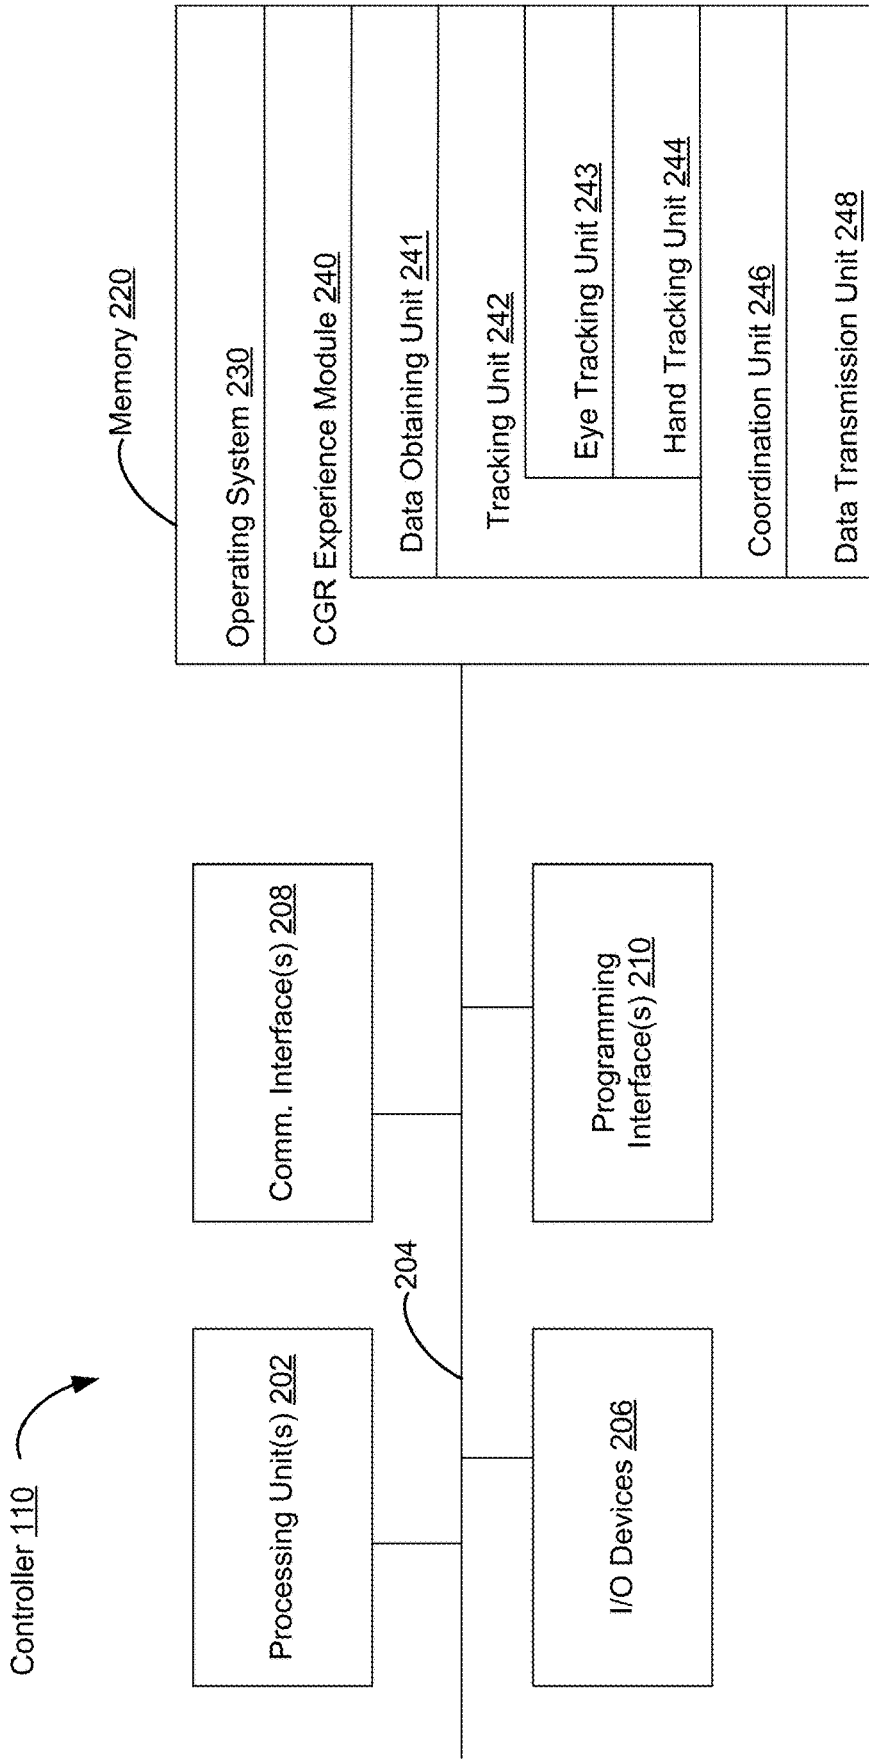 Controller 110
Memory 220
Processing Unit(s) 202
Comm. Interface(s) 208
204
I/O Devices 206
Programming
Interface(s) 210
Operating System 230
CGR Experience Module 240
Data Obtaining Unit 241
Tracking Unit 242
Eye Tracking Unit 243
Hand Tracking Unit 244
Coordination Unit 246
Data Transmission Unit 248